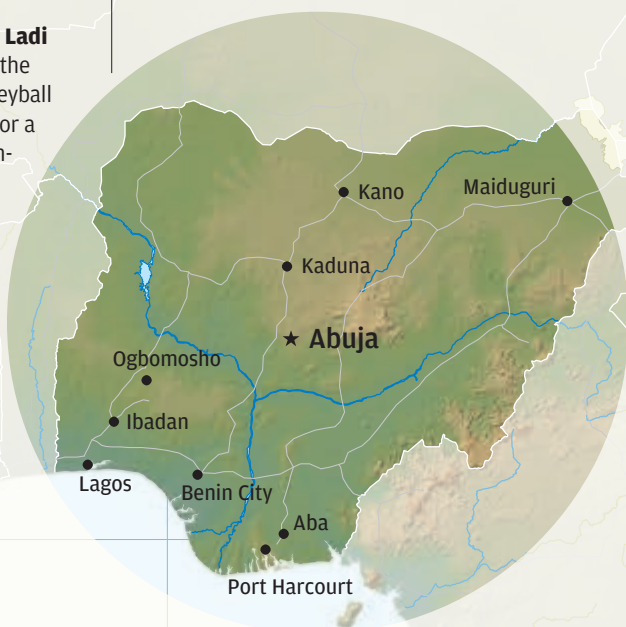 Ladi
the
eyball
or a
n-
Kano
Maiduguri
Kaduna
Abuja
Ogbomosho
Ibadan
Lagos
Benin City
Aba
Port Harcourt